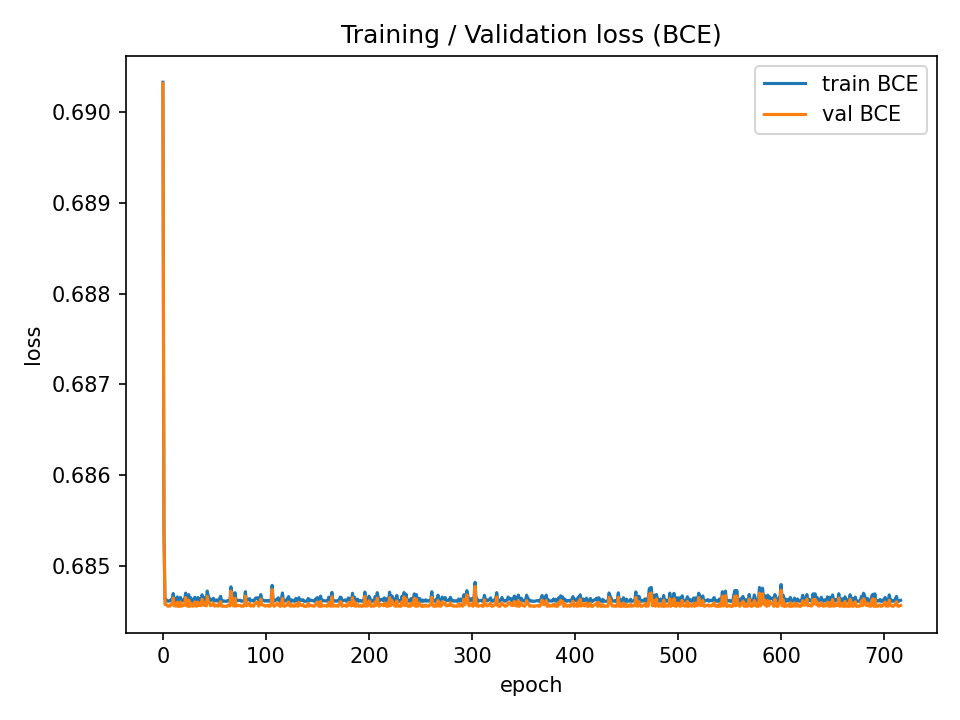 Training / Validation loss (BCE)
train BCE
val BCE
0.690
0.689
0.688
0.687
0.686
0.685
loss
0 100 200 300 400 500 600 700
epoch